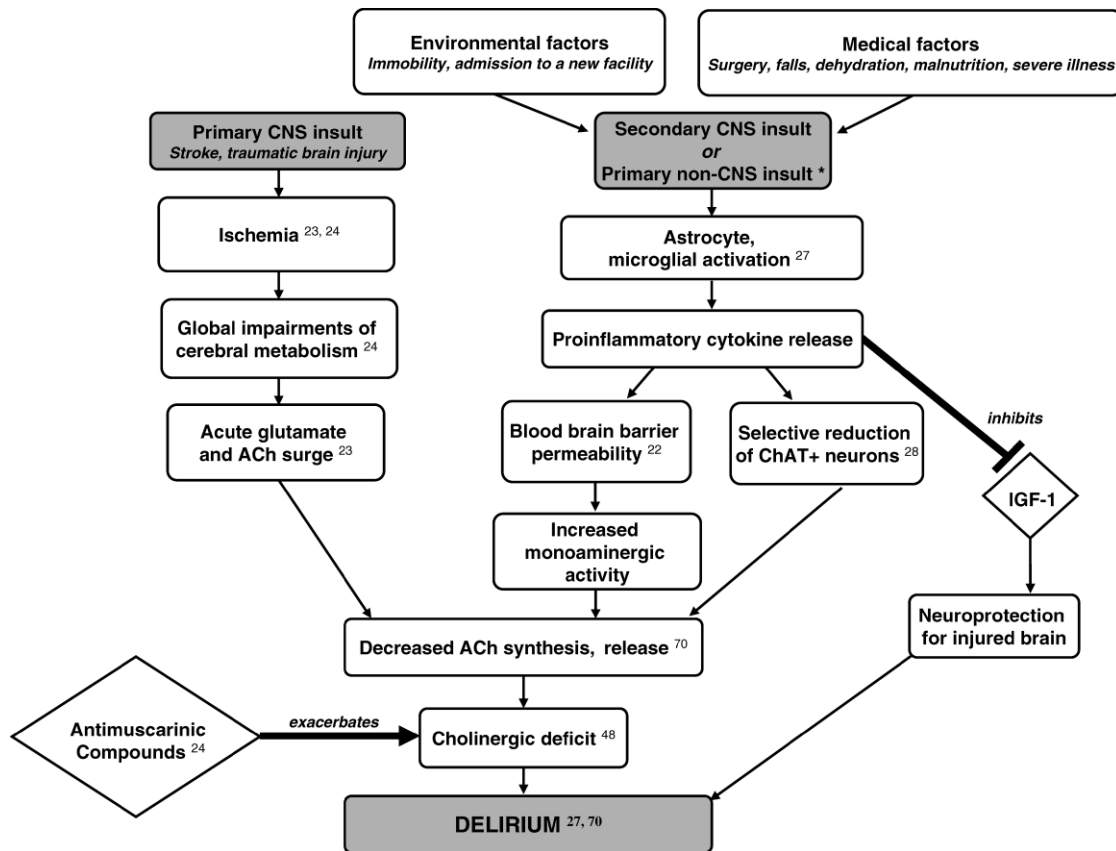 Environmental factors
Immobility, admission to a new facility
Medical factors
Surgery, falls, dehydration, malnutrition, severe illness
Primary CNS insult
Stroke, traumatic brain injury
Secondary CNS insult
or
Primary non-CNS insult *
Ischemia 23, 24
Astrocyte,
microglial activation 27
Global impairments of
cerebral metabolism 24
Proinflammatory cytokine release
inhibits
Acute glutamate
and ACh surge 23
Blood brain barrier
permeability 22
Selective reduction
of ChAT+ neurons 28
IGF-1
Increased
monoaminergic
activity
Neuroprotection
for injured brain
Decreased ACh synthesis, release 70
Antimuscarinic
Compounds 24
exacerbates
Cholinergic deficit 48
DELIRIUM 27, 70